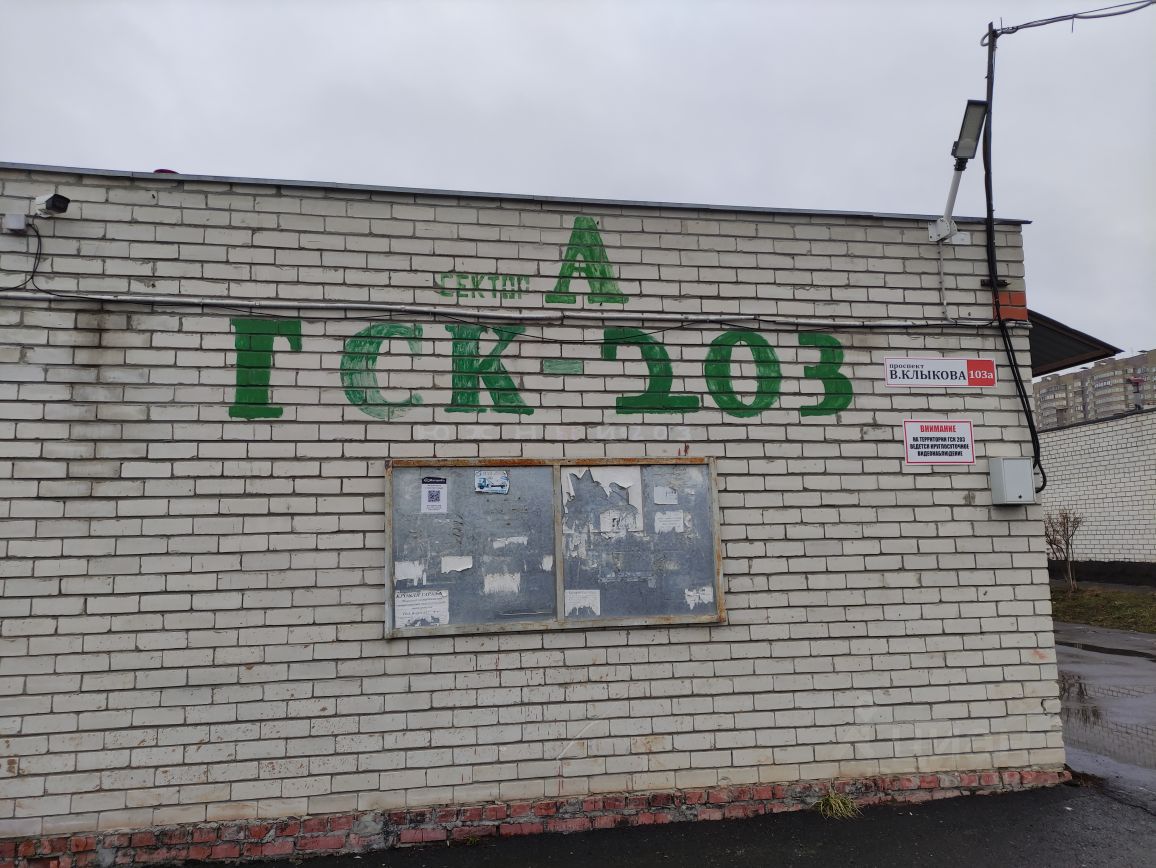 СЕКТОР А
ГСК-203
проспект
В.КЛЫКОВА 103а
ВНИМАНИЕ
НА ТЕРРИТОРИИ ГСК 203
ВЕДЕТСЯ КРУГЛОСУТОЧНОЕ
ВИДЕОНАБЛЮДЕНИЕ